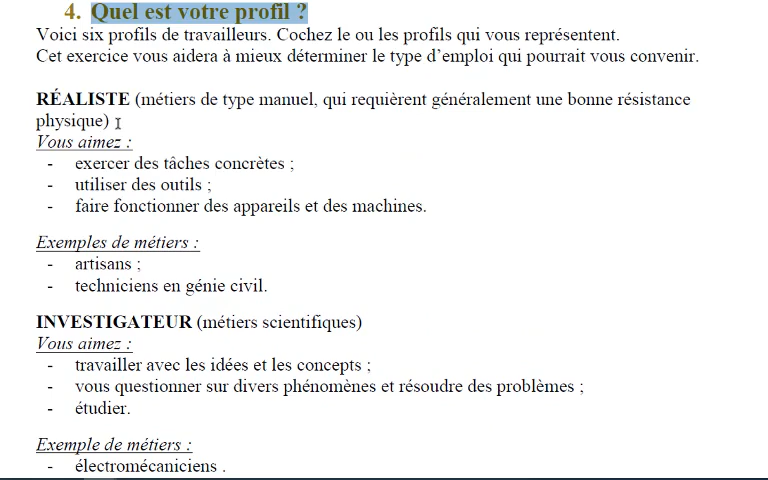 4. Quel est votre profil ?
Voici six profils de travailleurs. Cochez le ou les profils qui vous représentent.
Cet exercice vous aidera à mieux déterminer le type d’emploi qui pourrait vous convenir.
RÉALISTE (métiers de type manuel, qui requièrent généralement une bonne résistance
physique)
Vous aimez :
- exercer des tâches concrètes ;
- utiliser des outils ;
- faire fonctionner des appareils et des machines.
Exemples de métiers :
- artisans ;
- techniciens en génie civil.
INVESTIGATEUR (métiers scientifiques)
Vous aimez :
- travailler avec les idées et les concepts ;
- vous questionner sur divers phénomènes et résoudre des problèmes ;
- étudier.
Exemple de métiers :
- électromécaniciens .